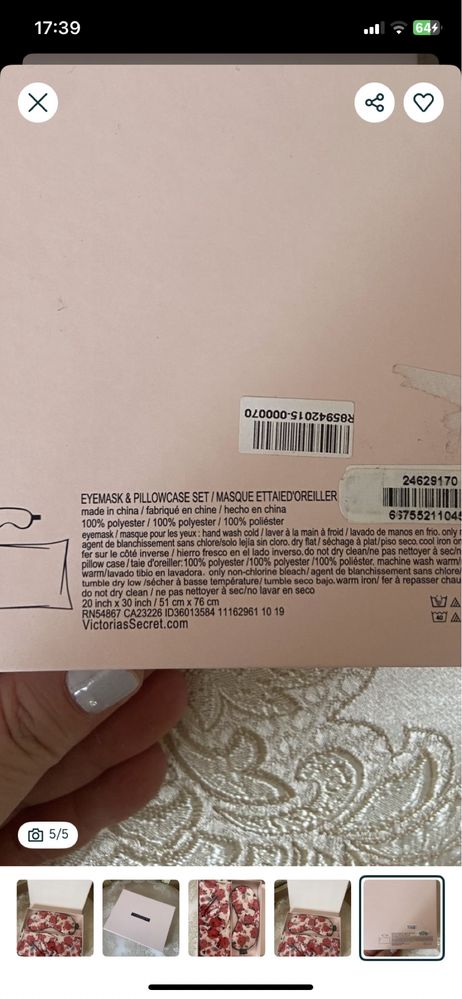 17:39
64
R85942015-000070
24629170
EYEMASK & PILLOWCASE SET / MASQUE ETTAIED'OREILLER
made in china / fabriqué en chine / hecho en china
100% polyester / 100% polyester / 100% poliéster
eyemask / masque pour les yeux : hand wash cold / laver à la main à froid / lavado de manos en frio. only
agent de blanchissement sans chlore/solo lejía sin cloro. dry flat / séchage à plat/piso seco. cool iron
fer sur le côté inverse / hierro fresco en el lado inverso. do not dry clean/ne pas nettoyer à
pillow case / taie d'oreiller:100% polyester /100% polyester /100% poliéster. machine wash warm/
warm/lavado tibio en lavadora. only non-chlorine bleach/ agent de blanchissement sans chlore/
tumble dry low /sécher à basse température/ tumble seco bajo. warm iron/ fer à repasser
do not dry clean / ne pas nettoyer à sec/no lavar en seco
20 inch x 30 inch / 51 cm x 76 cm
RN54867 CA23226 ID36013584 11162961 10 19
VictoriasSecret.com
40
5/5